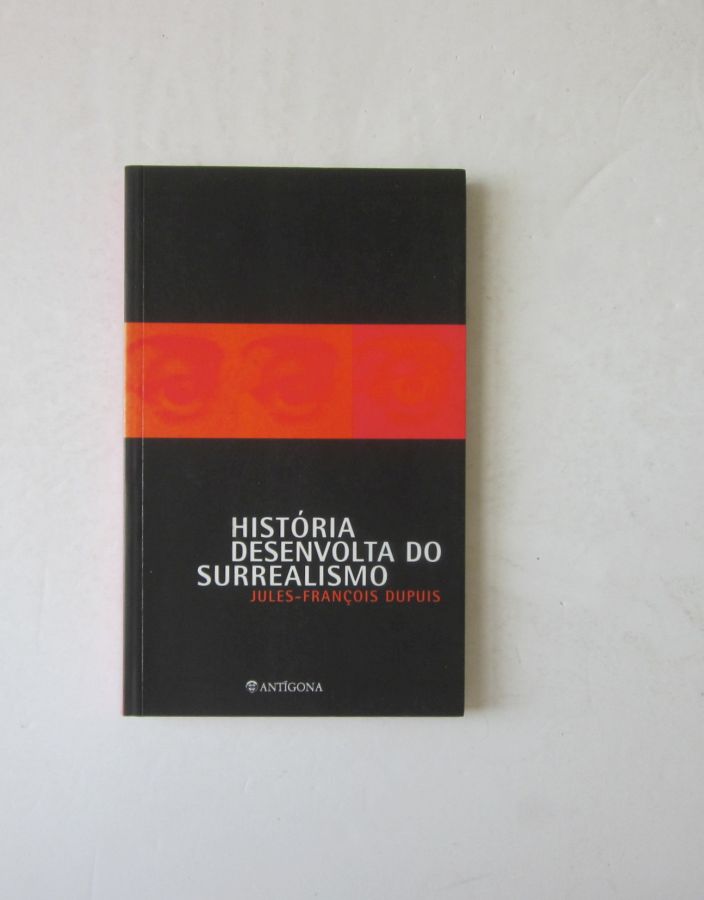 HISTÓRIA
DESENVOLTA DO
SURREALISMO
JULES-FRANÇOIS DUPUIS
ANTÍGONA